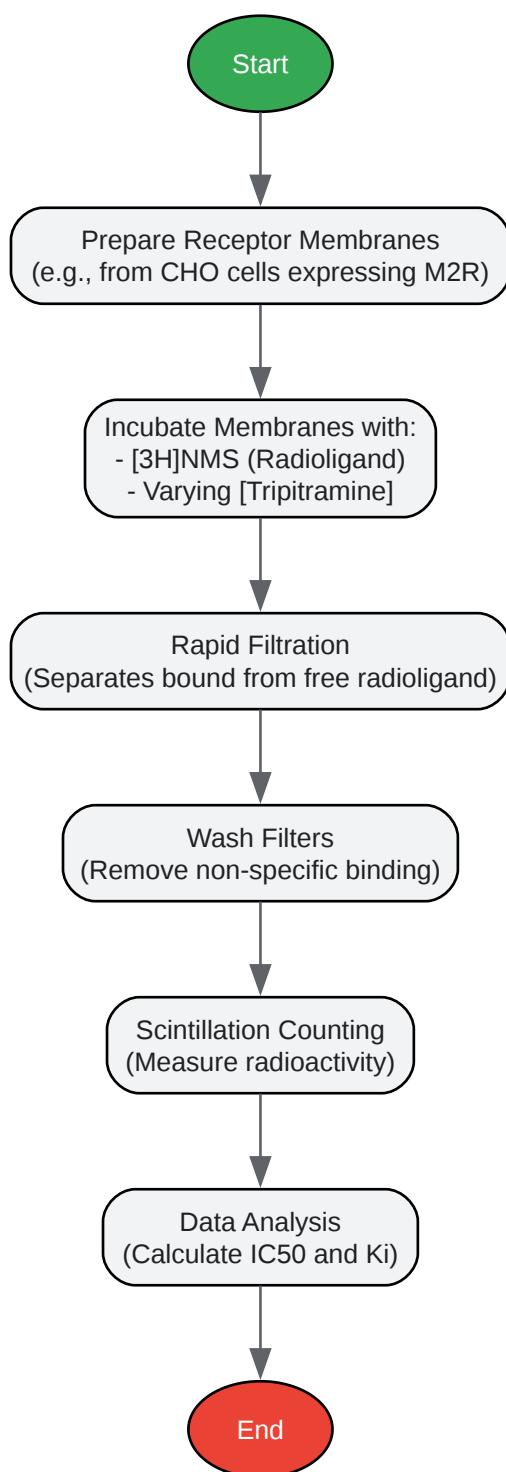 Start
Prepare Receptor Membranes
(e.g., from CHO cells expressing M2R)
Incubate Membranes with:
- [3H]NMS (Radioligand)
- Varying [Tripitramine]
Rapid Filtration
(Separates bound from free radioligand)
Wash Filters
(Remove non-specific binding)
Scintillation Counting
(Measure radioactivity)
Data Analysis
(Calculate IC50 and Ki)
End